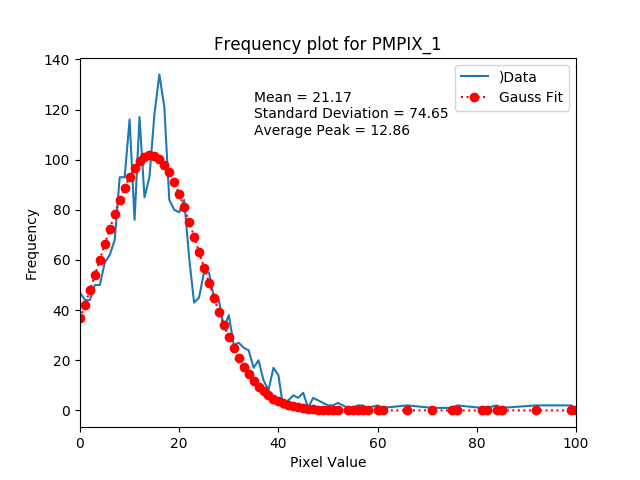 Frequency plot for PMPIX_1
140
120
100
80
60
40
20
0
Frequency
Mean = 21.17
Standard Deviation = 74.65
Average Peak = 12.86
)Data
Gauss Fit
0 20 40 60 80 100
Pixel Value